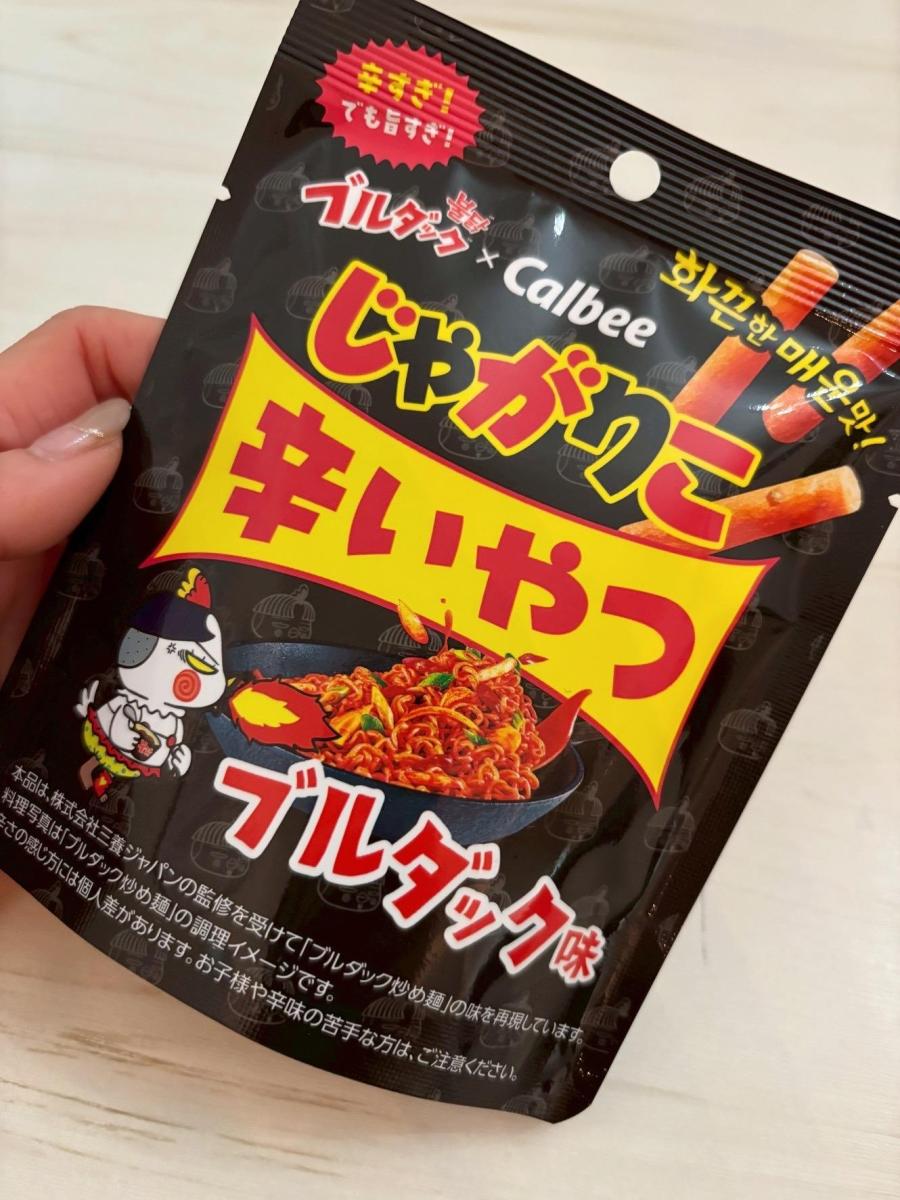 辛すぎ!
でも旨すぎ!
ブルダック 불닭 × Calbee
화끈한 매운맛!
じゃがりこ
辛いやつ
ブルダック味
本品は、株式会社三養ジャパンの監修を受けて「ブルダック炒め麺」の味を再現しています。
料理写真は「ブルダック炒め麺」の調理イメージです。
辛さの感じ方には個人差があります。お子様や辛味の苦手な方は、ご注意ください。